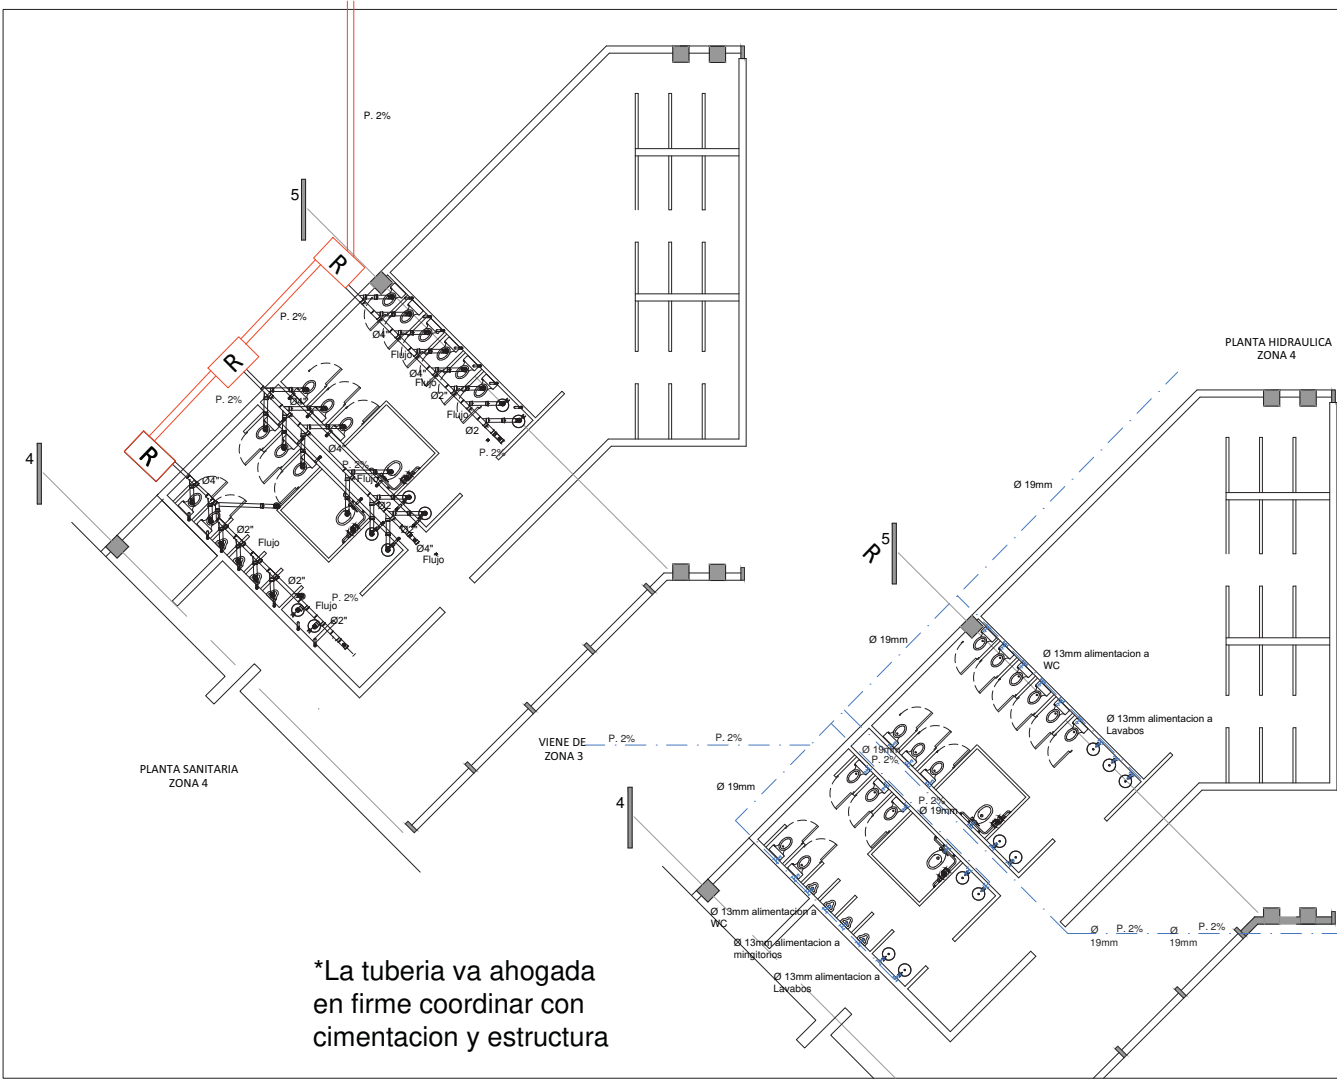 P. 2%
5
R
P. 2%
Ø4"
Flujo
Ø4"
Flujo
Ø2"
Flujo
Ø2
P. 2%
R
P. 2%
Ø4"
Ø4"
P. 2%
Flujo
Ø2
Ø2"
Ø4"
Flujo
R
4
Ø4"
Ø2"
Flujo
Ø2"
P. 2%
Flujo
Ø2"
PLANTA SANITARIA
ZONA 4
PLANTA HIDRAULICA
ZONA 4
Ø 19mm
5
R
Ø 19mm
Ø 13mm alimentacion a
WC
Ø 13mm alimentacion a
Lavabos
VIENE DE
ZONA 3
P. 2%
P. 2%
Ø 19mm
P. 2%
Ø 19mm
P. 2%
Ø 19mm
4
Ø 13mm alimentacion a
WC
Ø 13mm alimentacion a
mingitorios
Ø 13mm alimentacion a
Lavabos
Ø
19mm
P. 2%
Ø
19mm
P. 2%
*La tuberia va ahogada
en firme coordinar con
cimentacion y estructura